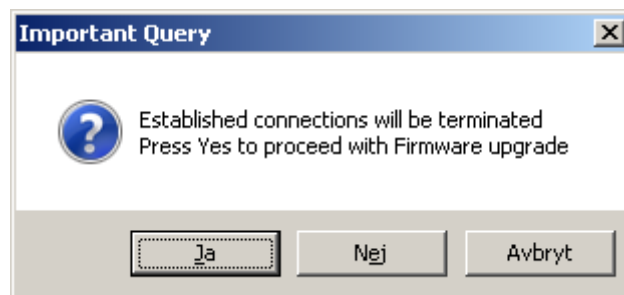 Important Query
Established connections will be terminated
Press Yes to proceed with Firmware upgrade
Ja
Nej
Avbryt